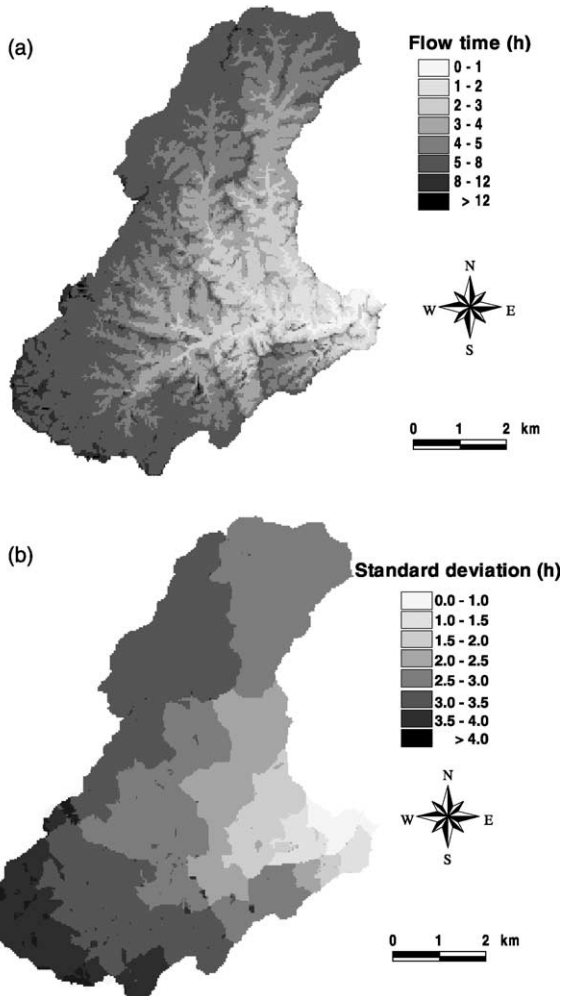 (a)
Flow time (h)
0 - 1
1 - 2
2 - 3
3 - 4
4 - 5
5 - 8
8 - 12
> 12
N
W E
S
0 1 2 km
(b)
Standard deviation (h)
0.0 - 1.0
1.0 - 1.5
1.5 - 2.0
2.0 - 2.5
2.5 - 3.0
3.0 - 3.5
3.5 - 4.0
> 4.0
N
W E
S
0 1 2 km